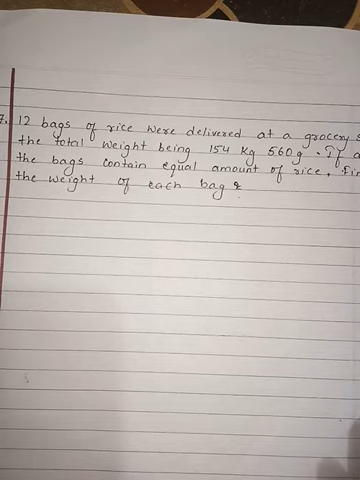 7. 12 bags of rice were delivered at a grocery
the total weight being 154 Kg 560g. If
the bags contain equal amount of rice.
the weight of each bag?